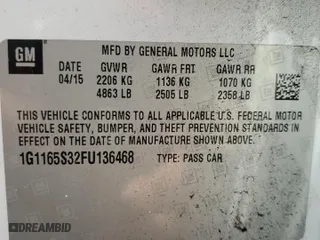 GM
MFD BY GENERAL MOTORS LLC
DATE GVWR GAWR FRT GAWR RR
04/15 2206 KG 1136 KG 1070 KG
4863 LB 2505 LB 2358 LB
THIS VEHICLE CONFORMS TO ALL APPLICABLE U.S. FEDERAL MOTOR
VEHICLE SAFETY, BUMPER, AND THEFT PREVENTION STANDARDS IN
EFFECT ON THE DATE OF MANUFACTURE SHOWN ABOVE.
1G1165S32FU136468 TYPE: PASS CAR
DREAMBID